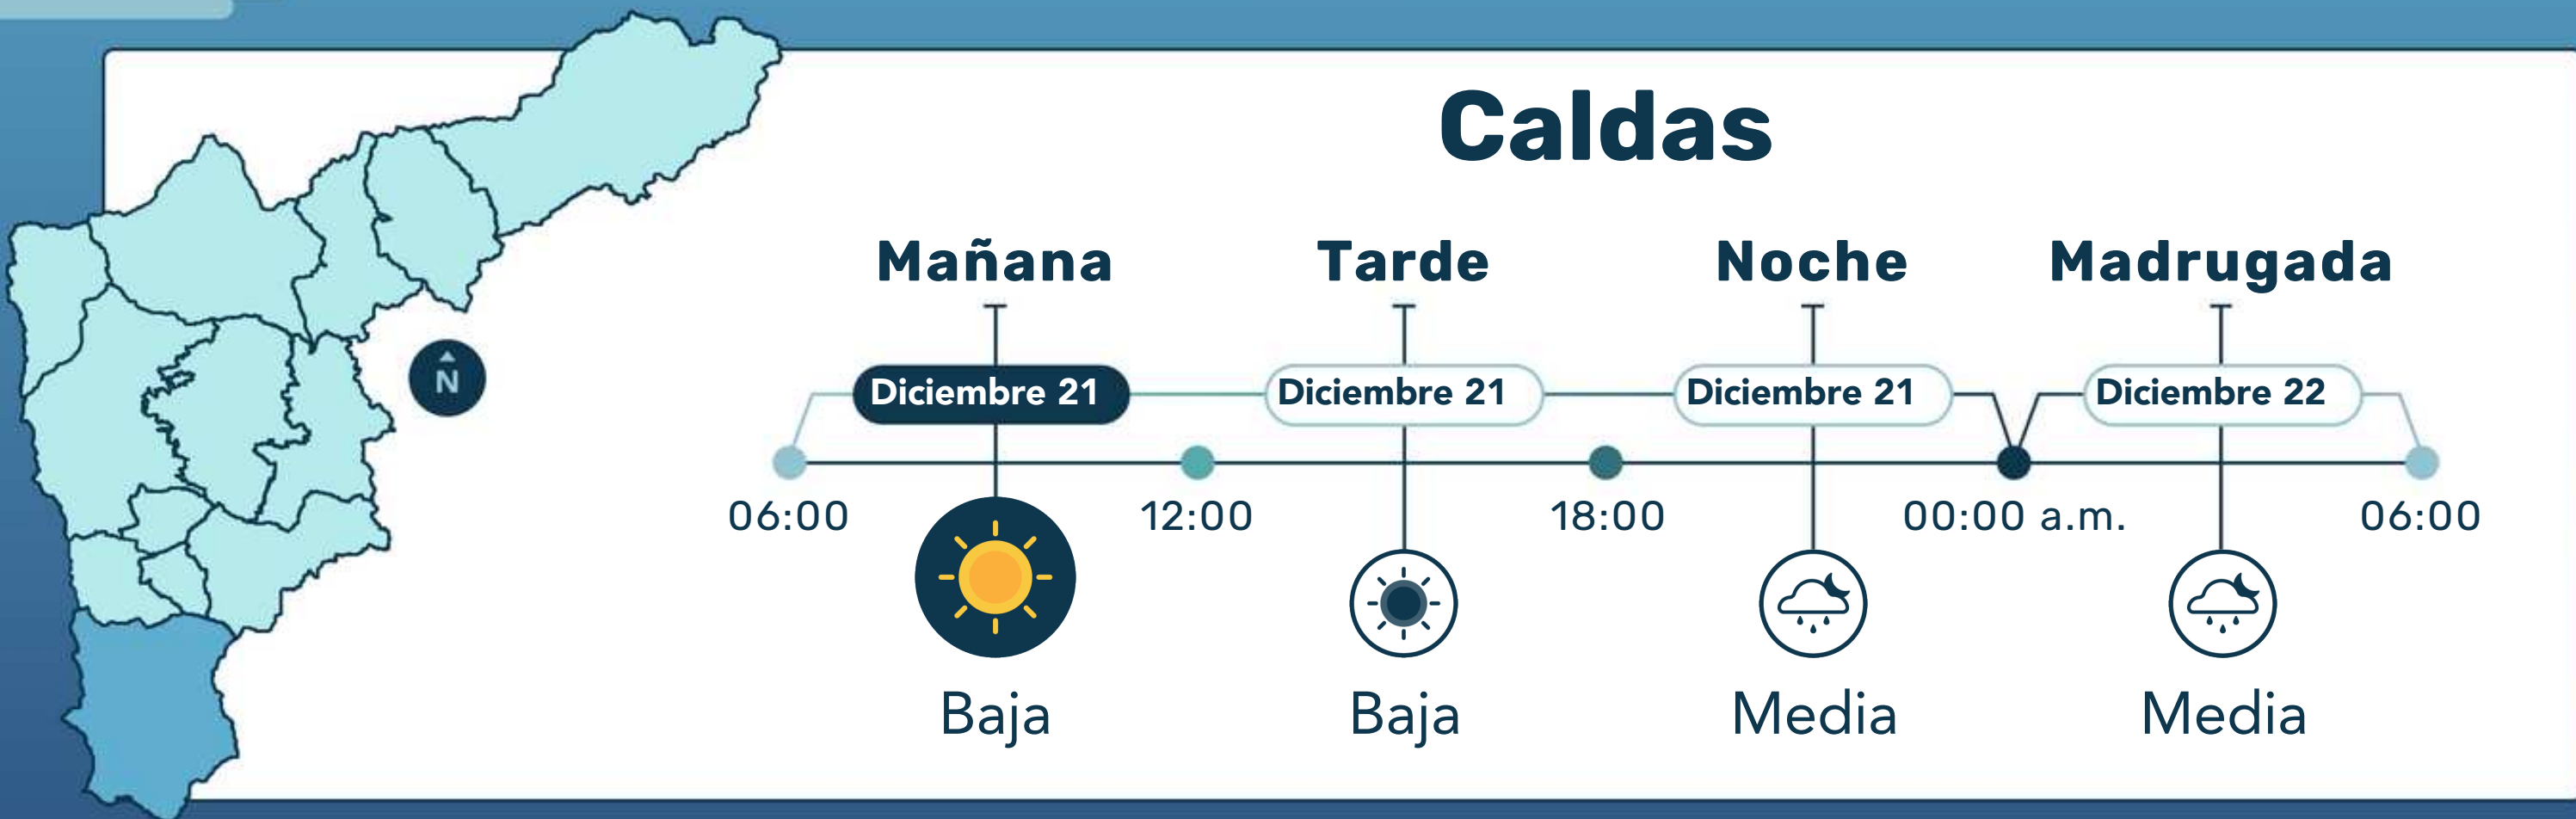 Caldas
Mañana Tarde Noche Madrugada
Diciembre 21 Diciembre 21 Diciembre 21 Diciembre 22
N
06:00 12:00 18:00 00:00 a.m. 06:00
Baja Baja Media Media